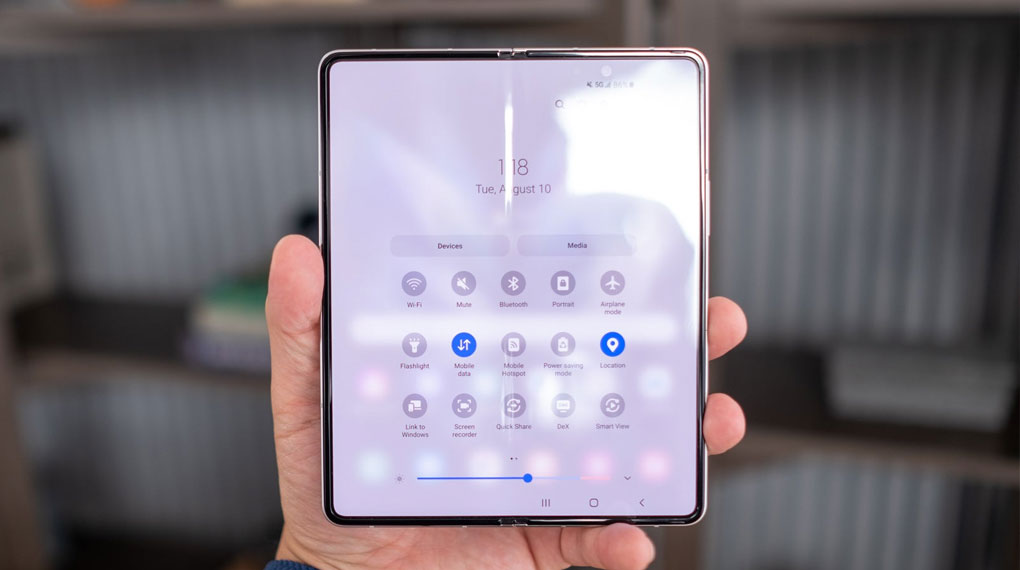 5G
1:18
Tue, August 10
Devices
Media
Wi-Fi
Mute
Bluetooth
Portrait
Airplane
mode
Flashlight
Mobile
data
Mobile
Hotspot
Power saving
mode
Location
Link to
Windows
Screen
recorder
Quick Share
DeX
Smart View